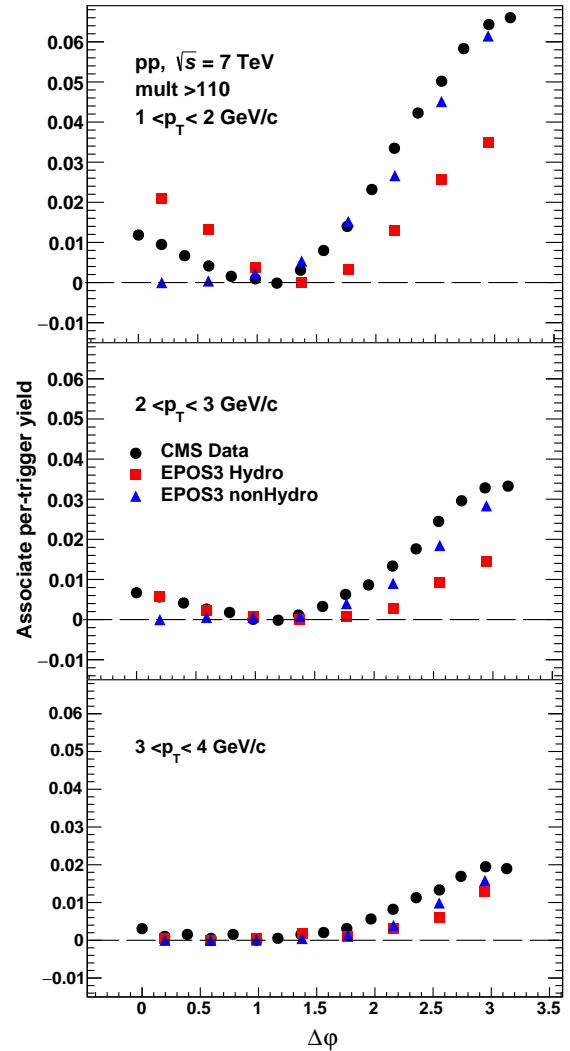 0.06
0.05
0.04
0.03
0.02
0.01
0
−0.01
pp, √s = 7 TeV
mult >110
1 <p_T< 2 GeV/c
0.06
0.05
0.04
0.03
0.02
0.01
0
−0.01
2 <p_T< 3 GeV/c
CMS Data
EPOS3 Hydro
EPOS3 nonHydro
Associate per-trigger yield
0.06
0.05
0.04
0.03
0.02
0.01
0
−0.01
3 <p_T< 4 GeV/c
0 0.5 1 1.5 2 2.5 3 3.5
Δφ